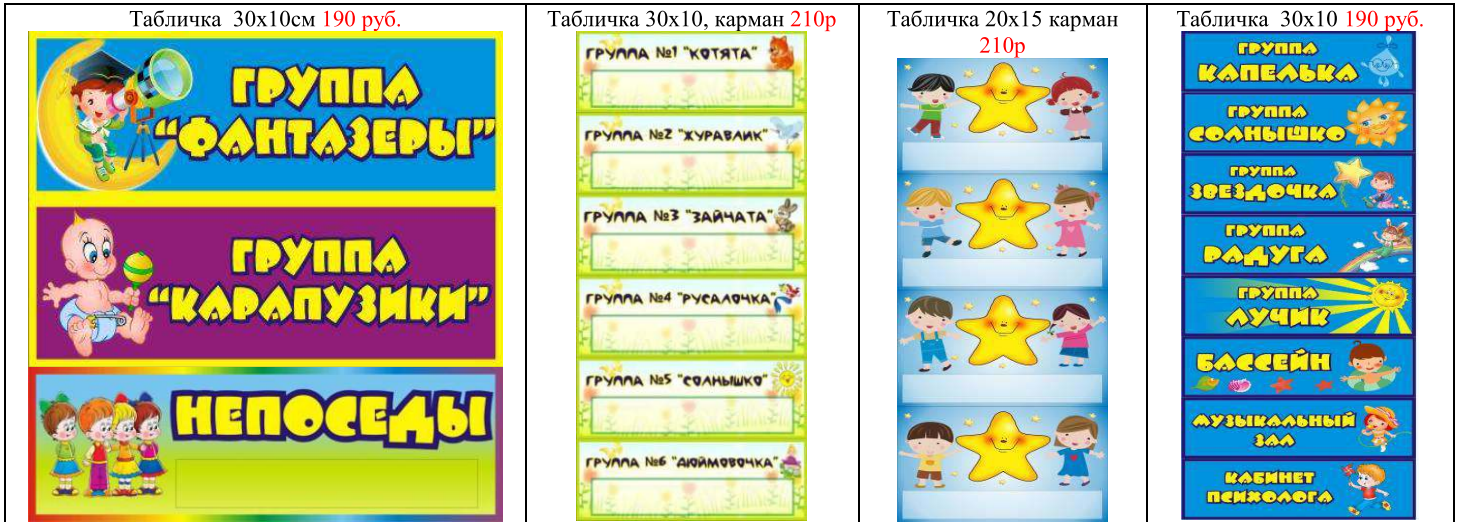 Табличка 30х10см 190 руб.
ГРУППА
“ФАНТАЗЕРЫ”
ГРУППА
“КАРАПУЗИКИ”
НЕПОСЕДЫ
Табличка 30х10, карман 210р
ГРУППА №1 "КОТЯТА"
ГРУППА №2 "ЖУРАВЛИК"
ГРУППА №3 "ЗАЙЧАТА"
ГРУППА №4 "РУСАЛОЧКА"
ГРУППА №5 "СОЛНЫШКО"
ГРУППА №6 "ДЮЙМОВОЧКА"
Табличка 20х15 карман
210р
Табличка 30х10 190 руб.
ГРУППА
КАПЕЛЬКА
ГРУППА
СОЛНЫШКО
ГРУППА
ЗВЕЗДОЧКА
ГРУППА
РАДУГА
ГРУППА
ЛУЧИК
БАССЕЙН
МУЗЫКАЛЬНЫЙ
ЗАЛ
КАБИНЕТ
ПСИХОЛОГА